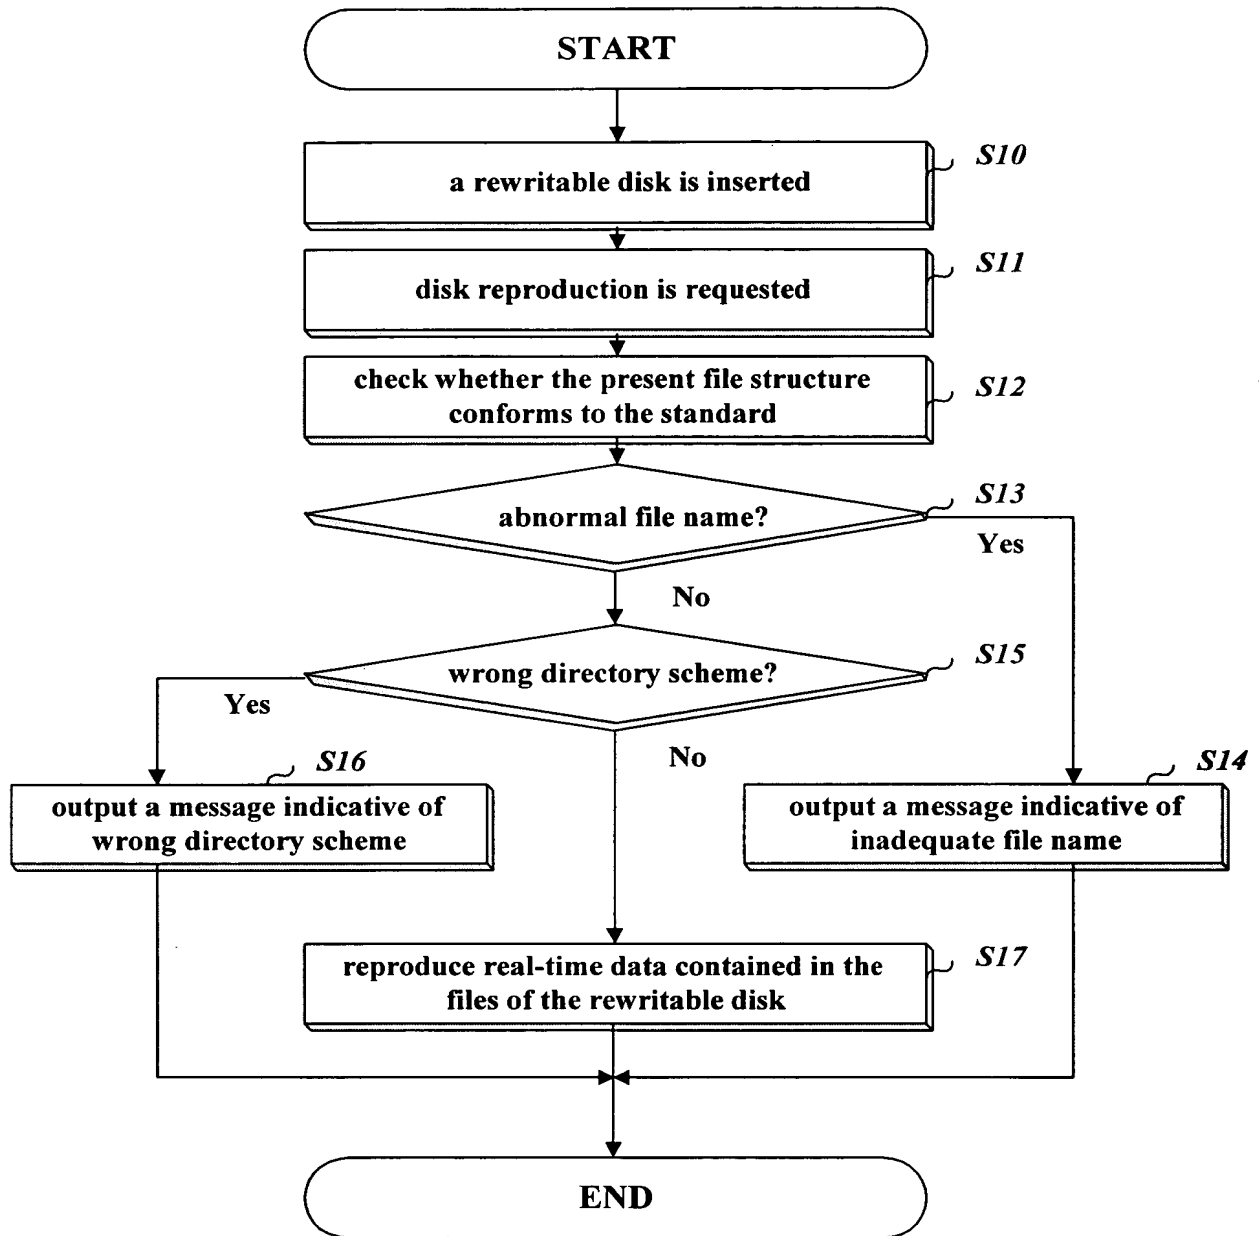 START
a rewritable disk is inserted
S10
disk reproduction is requested
S11
check whether the present file structure
conforms to the standard
S12
abnormal file name?
S13
Yes
No
wrong directory scheme?
S15
Yes
No
S16
output a message indicative of
wrong directory scheme
S14
output a message indicative of
inadequate file name
reproduce real-time data contained in the
files of the rewritable disk
S17
END